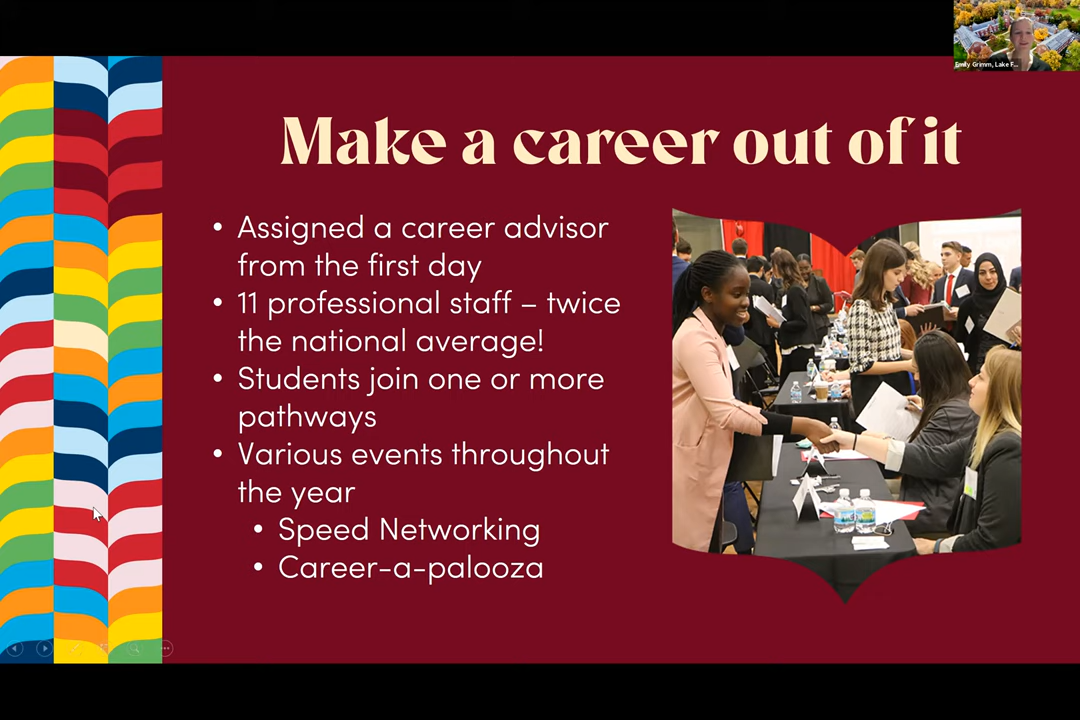 Emily Grimm, Lake F...
Make a career out of it
• Assigned a career advisor
from the first day
• 11 professional staff – twice
the national average!
• Students join one or more
pathways
• Various events throughout
the year
• Speed Networking
• Career-a-palooza